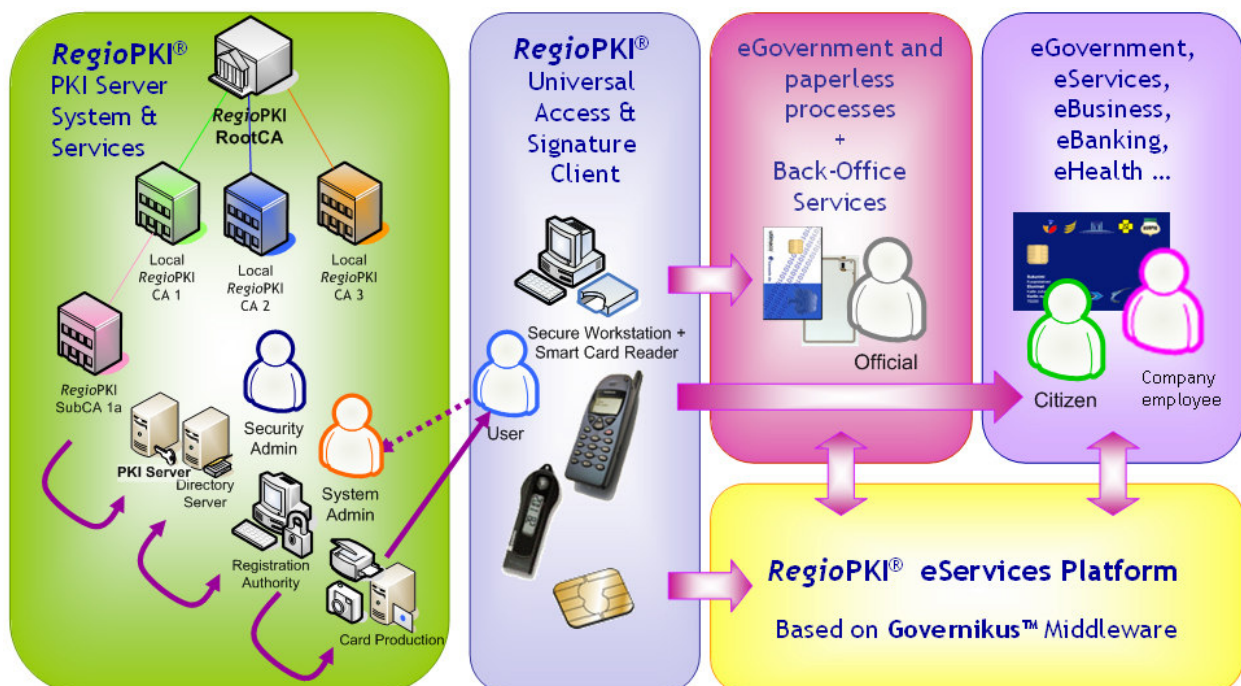 RegioPKI®
PKI Server
System &
Services
RegioPKI
RootCA
Local
RegioPKI
CA 1
Local
RegioPKI
CA 2
Local
RegioPKI
CA 3
RegioPKI
SubCA 1a
PKI Server
Directory
Server
Security
Admin
System
Admin
Registration
Authority
Card Production
RegioPKI®
Universal
Access &
Signature
Client
Secure Workstation +
Smart Card Reader
User
eGovernment and
paperless
processes
+
Back-Office
Services
Official
eGovernment,
eServices,
eBusiness,
eBanking,
eHealth ...
Citizen
Company
employee
RegioPKI® eServices Platform
Based on Governikus™ Middleware